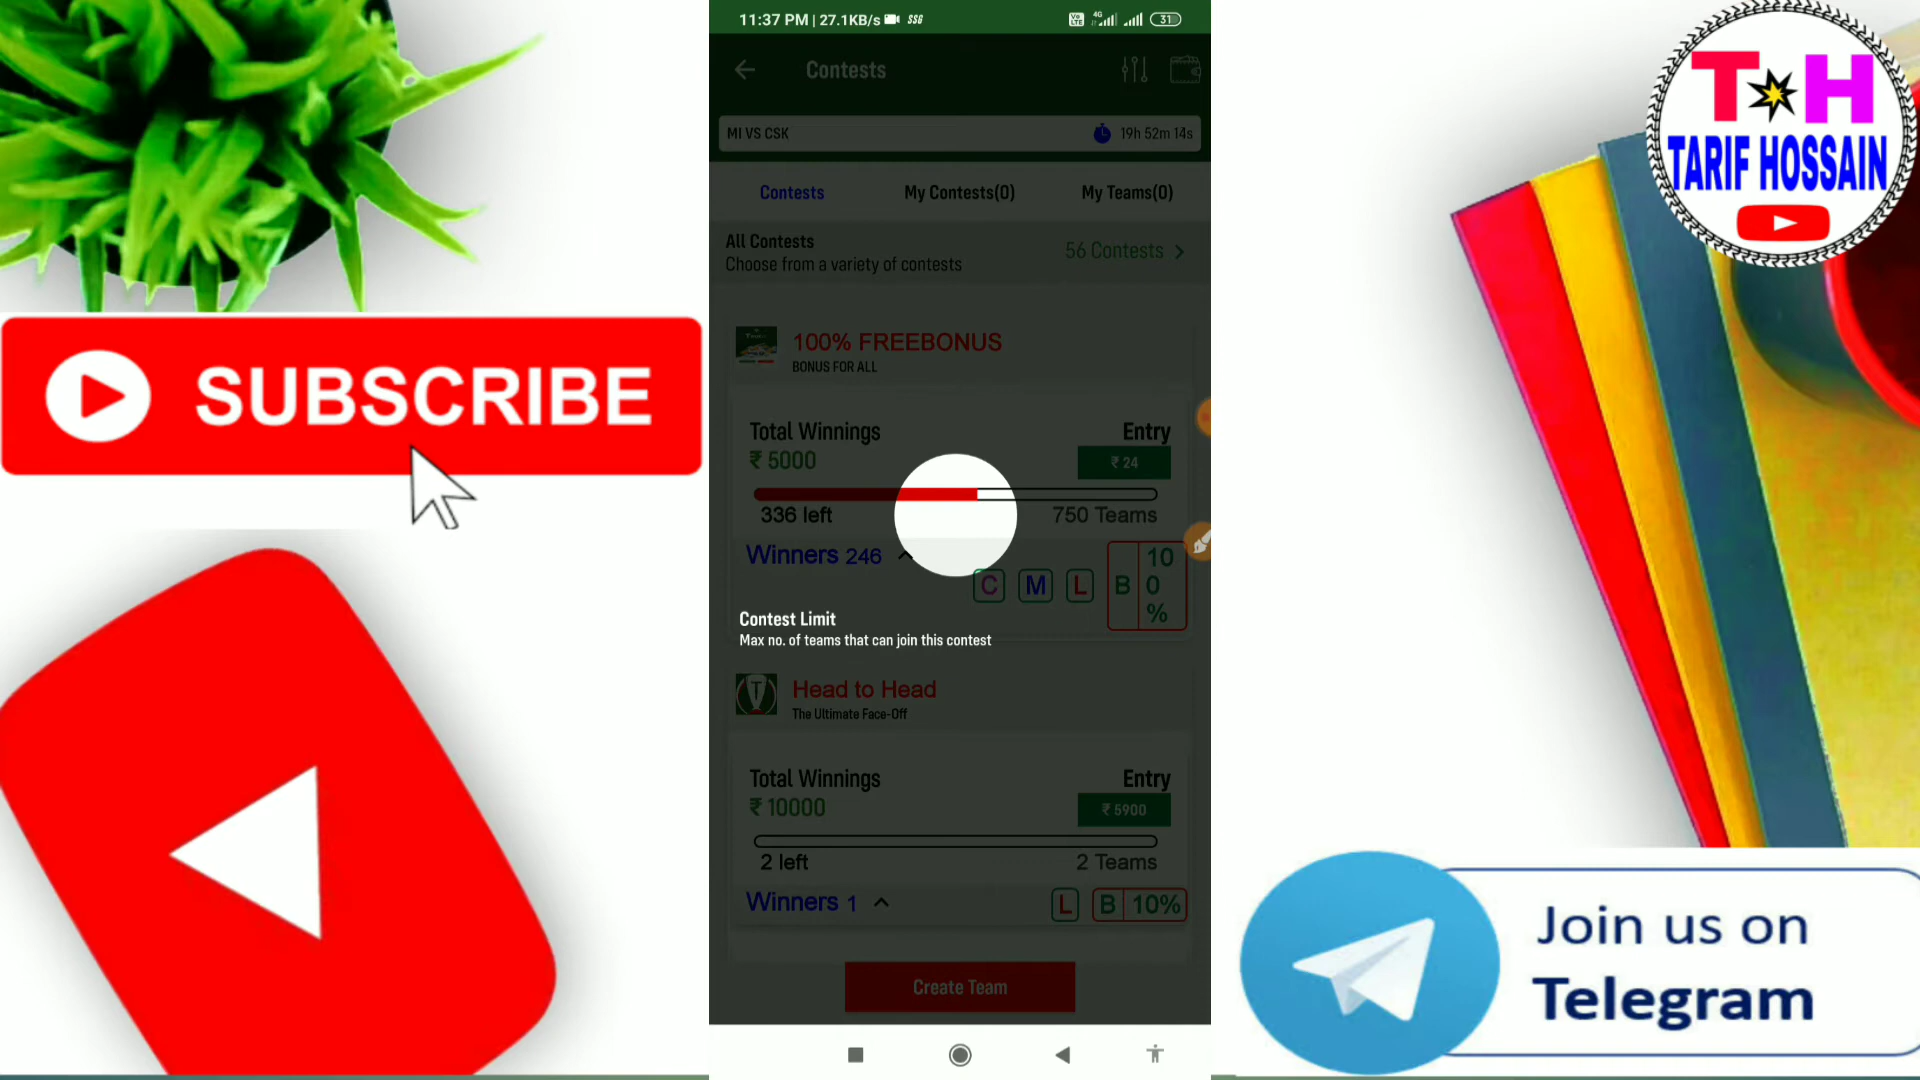 SUBSCRIBE
11:37 PM | 27.1KB/s
SSG
Vo LTE
4G
31
Contests
MI VS CSK
19h 52m 14s
Contests
My Contests(0)
My Teams(0)
All Contests
Choose from a variety of contests
56 Contests
100% FREEBONUS
BONUS FOR ALL
Total Winnings
Entry
₹ 5000
₹ 24
336 left
750 Teams
Winners 246
C M L B 10
0
%
Contest Limit
Max no. of teams that can join this contest
Head to Head
The Ultimate Face-Off
Total Winnings
Entry
₹ 10000
₹ 5900
2 left
2 Teams
Winners 1
L B 10%
Create Team
T H
TARIF HOSSAIN
Join us on
Telegram